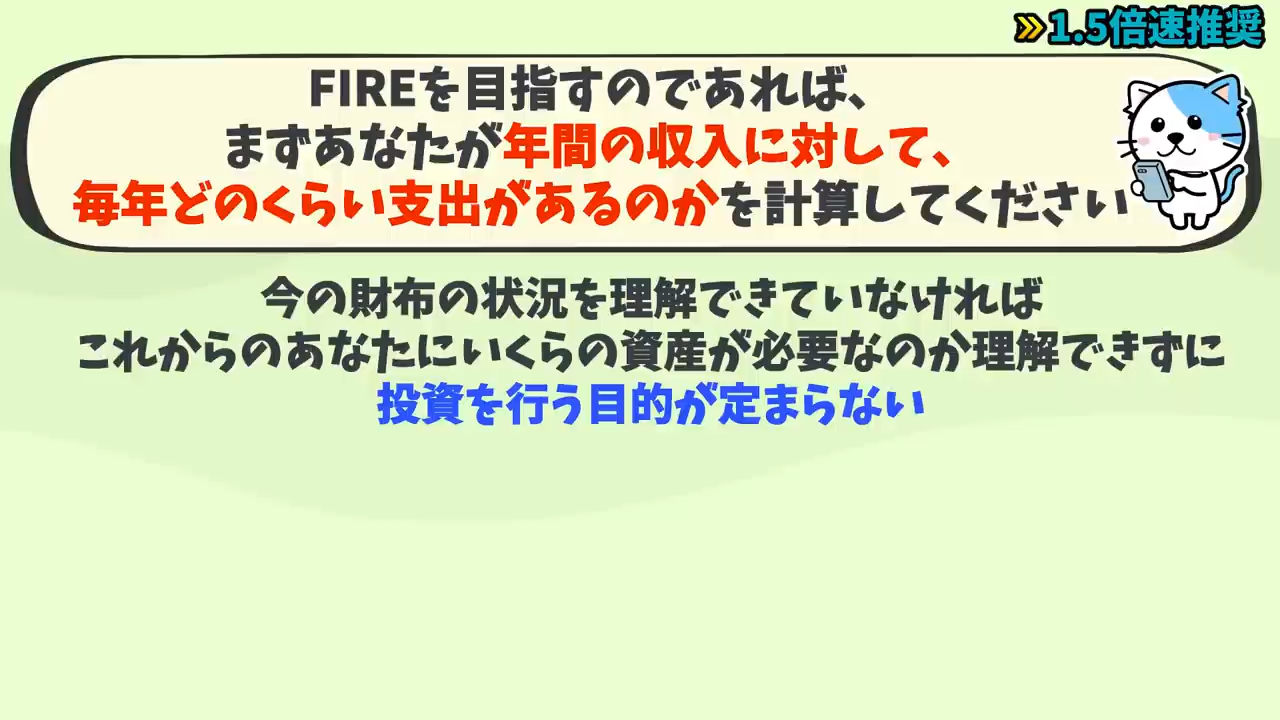 1.5倍速推奨
FIREを目指すのであれば、
まずあなたが年間の収入に対して、
毎年どのくらい支出があるのかを計算してください
今の財布の状況を理解できていなければ
これからのあなたにいくらの資産が必要なのか理解できずに
投資を行う目的が定まらない